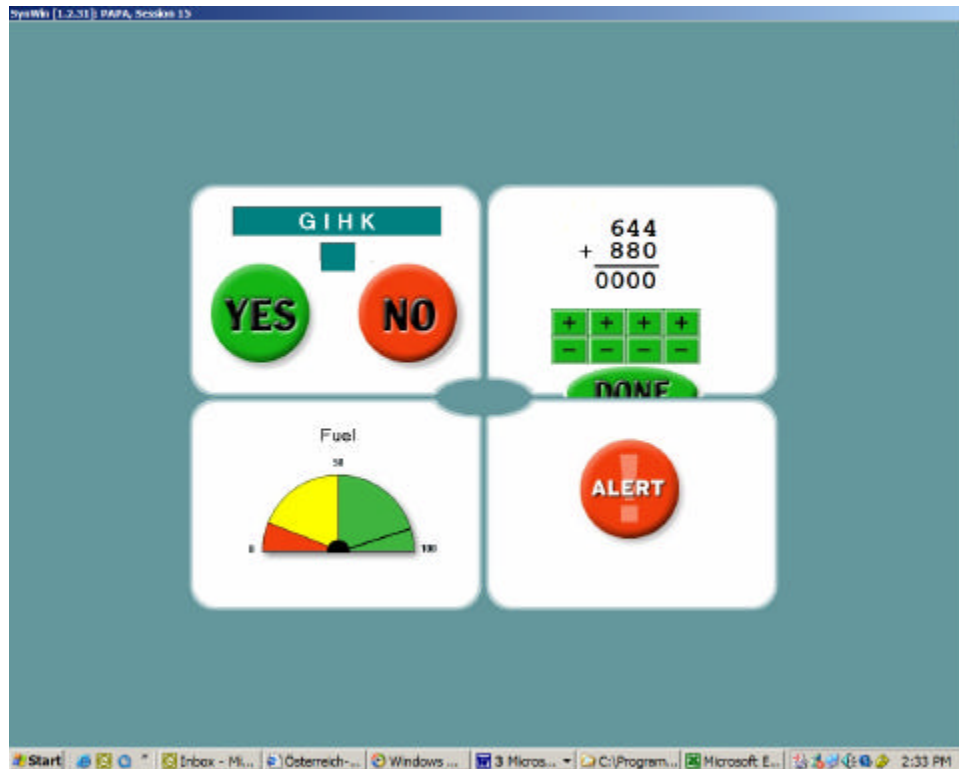 SynWin [1.2.31]: PAPA, Session 15
GIHK
YES NO
644
+ 880
0000
+ + + +
− − − −
DONE
Fuel
50
0 100
ALERT
Start Inbox - Mi... Österreich-... Windows ... 3 Micros... C:\Program... Microsoft E... 2:33 PM